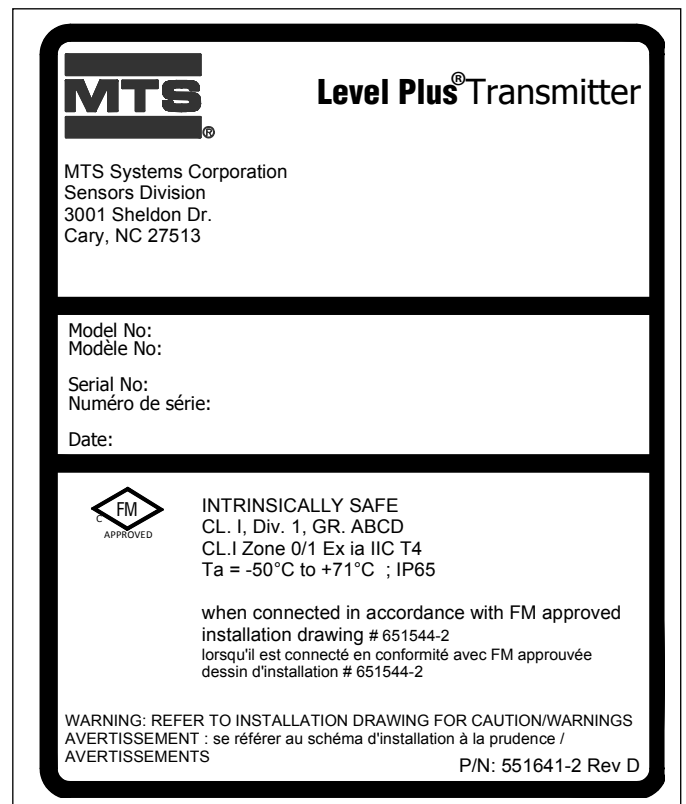 MTS
®
Level Plus® Transmitter
MTS Systems Corporation
Sensors Division
3001 Sheldon Dr.
Cary, NC 27513
Model No:
Modèle No:
Serial No:
Numéro de série:
Date:
FM
C
APPROVED
INTRINSICALLY SAFE
CL. I, Div. 1, GR. ABCD
CL.I Zone 0/1 Ex ia IIC T4
Ta = -50°C to +71°C ; IP65
when connected in accordance with FM approved
installation drawing # 651544-2
lorsqu'il est connecté en conformité avec FM approuvée
dessin d'installation # 651544-2
WARNING: REFER TO INSTALLATION DRAWING FOR CAUTION/WARNINGS
AVERTISSEMENT : se référer au schéma d'installation à la prudence /
AVERTISSEMENTS
P/N: 551641-2 Rev D